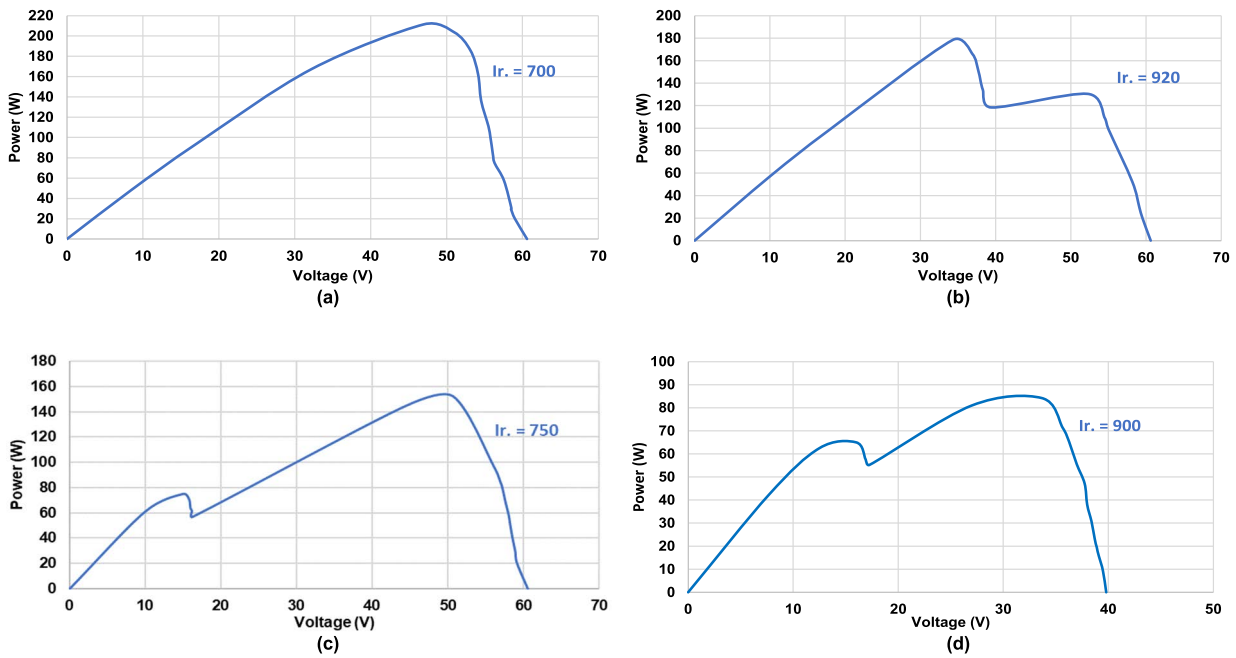 220
200
180
160
140
120
100
80
60
40
20
0
Power (W)
Ir. = 700
0 10 20 30 40 50 60 70
Voltage (V)
(a)
180
160
140
120
100
80
60
40
20
0
Power (W)
Ir. = 920
0 10 20 30 40 50 60 70
Voltage (V)
(b)
180
160
140
120
100
80
60
40
20
0
Power (W)
Ir. = 750
0 10 20 30 40 50 60 70
Voltage (V)
(c)
100
90
80
70
60
50
40
30
20
10
0
Power (W)
Ir. = 900
0 10 20 30 40 50
Voltage (V)
(d)